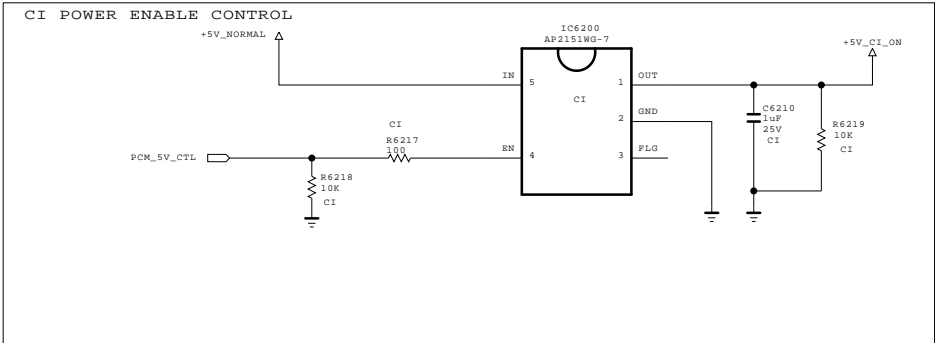 CI POWER ENABLE CONTROL
+5V_NORMAL
IC6200
AP2151WG-7
+5V_CI_ON
IN
5
1
OUT
CI
C6210
1uF
25V
CI
2
GND
R6219
10K
CI
CI
R6217
100
EN
4
3
FLG
PCM_5V_CTL
R6218
10K
CI